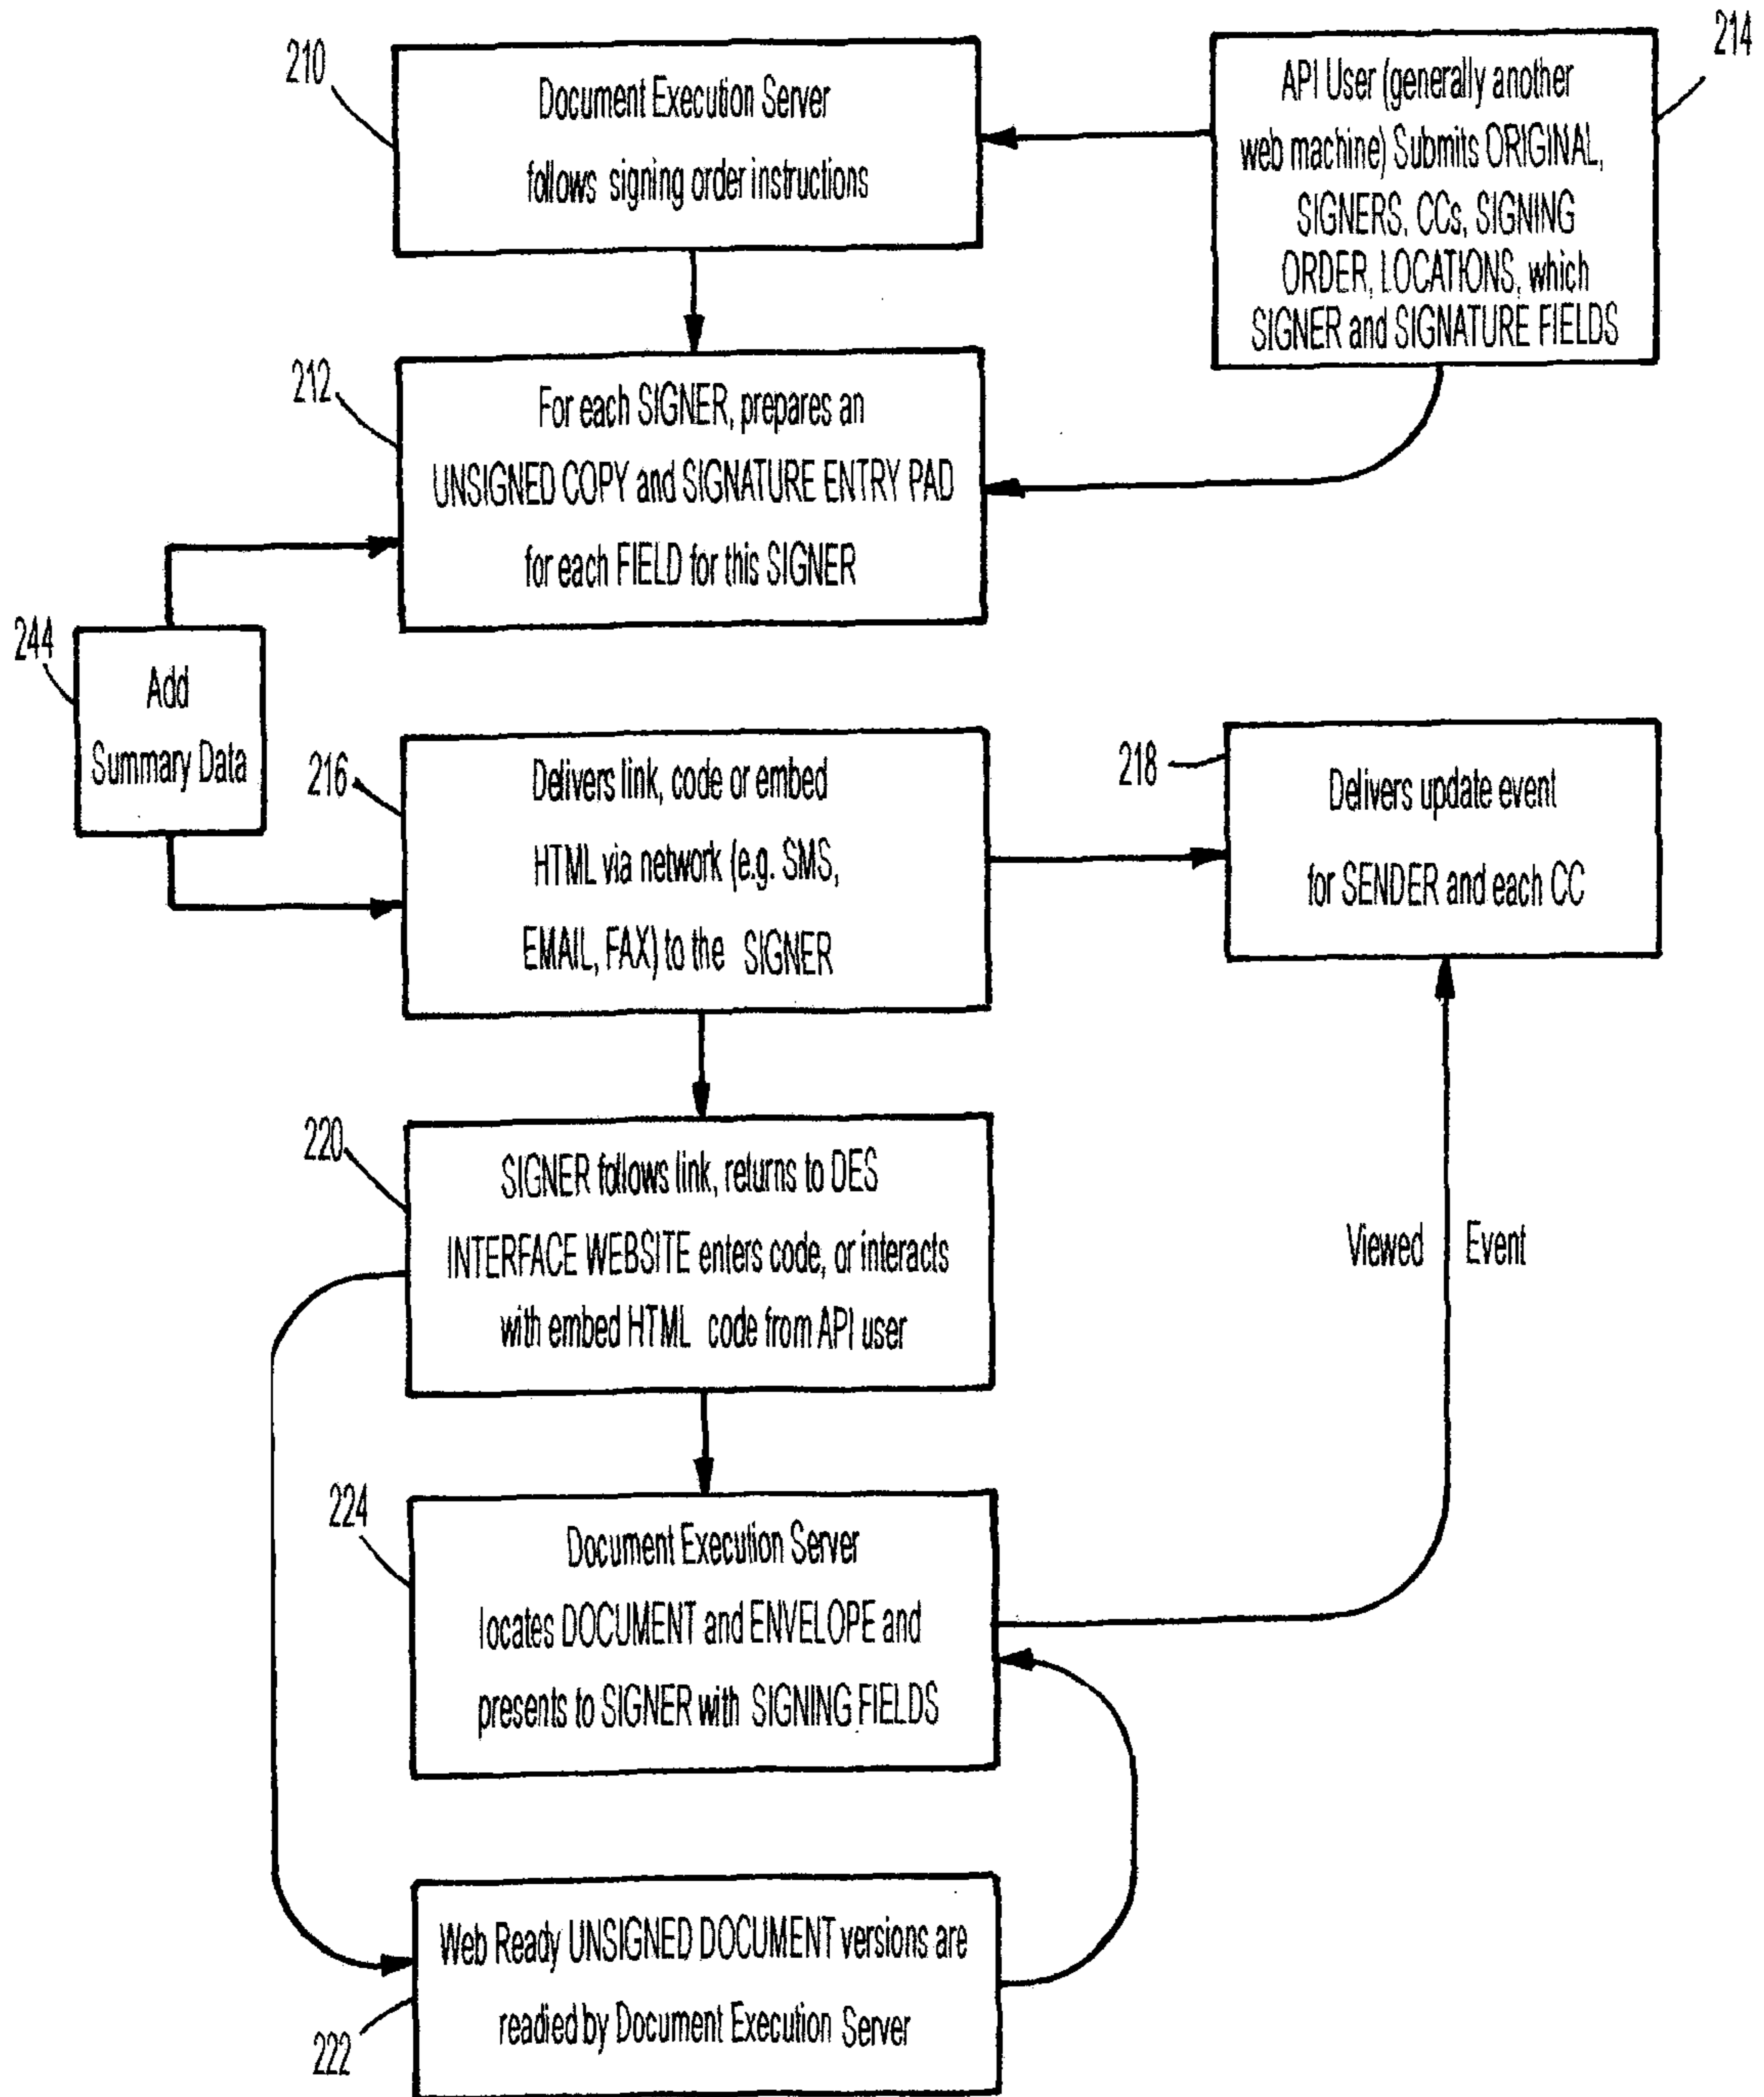 210
Document Execution Server
follows signing order instructions
214
API User (generally another
web machine) Submits ORIGINAL,
SIGNERS, CCs, SIGNING
ORDER, LOCATIONS, which
SIGNER and SIGNATURE FIELDS
212
For each SIGNER, prepares an
UNSIGNED COPY and SIGNATURE ENTRY PAD
for each FIELD for this SIGNER
244
Add
Summary Data
216
Delivers link, code or embed
HTML via network (e.g. SMS,
EMAIL, FAX) to the SIGNER
218
Delivers update event
for SENDER and each CC
220
SIGNER follows link, returns to DES
INTERFACE WEBSITE enters code, or interacts
with embed HTML code from API user
Viewed Event
224
Document Execution Server
locates DOCUMENT and ENVELOPE and
presents to SIGNER with SIGNING FIELDS
Web Ready UNSIGNED DOCUMENT versions are
readied by Document Execution Server
222